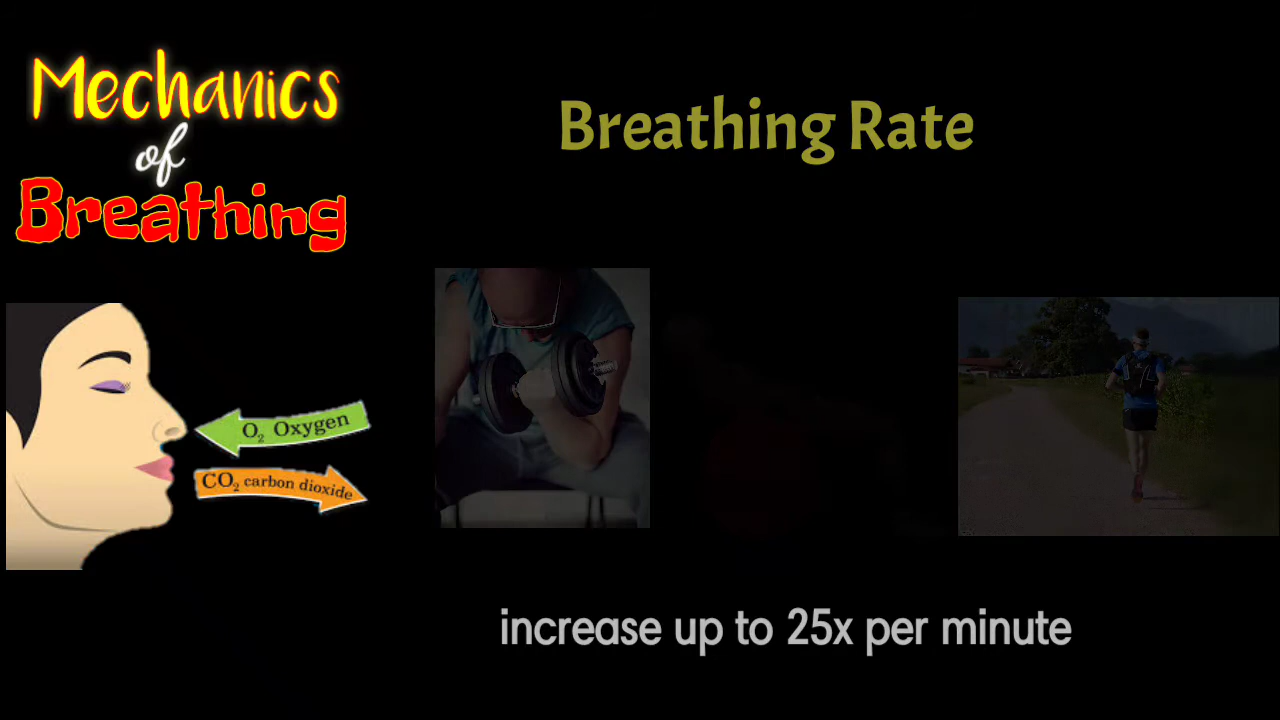 Mechanics
of
Breathing
Breathing Rate
O₂ Oxygen
CO₂ carbon dioxide
increase up to 25x per minute